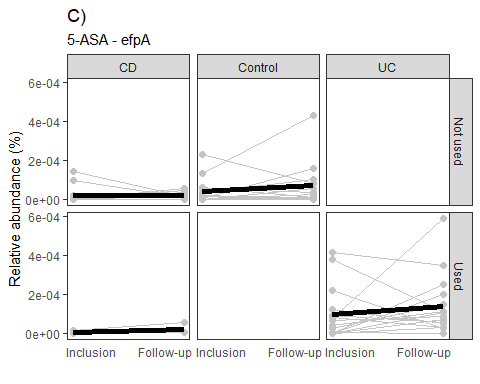 C)
5-ASA - efpA
CD
Control
UC
Relative abundance (%)
6e-04
4e-04
2e-04
0e+00
Not used
6e-04
4e-04
2e-04
0e+00
Used
Inclusion
Follow-up
Inclusion
Follow-up
Inclusion
Follow-up